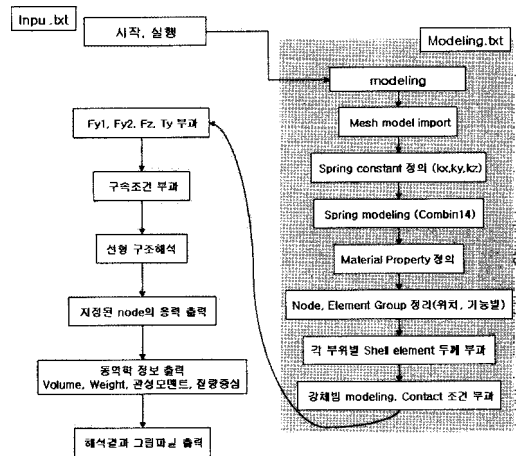 Inpu .txt
시작, 실행
Modeling.txt
modeling
Mesh model import
Spring constant 정의 (kx,ky,kz)
Spring modeling (Combin14)
Material Property 정의
Node, Element Group 정리(위치, 기능별)
각 부위별 Shell element 두께 부과
강체빔 modeling, Contact 조건 부과
Fy1, Fy2, Fz, Ty 부과
구속조건 부과
선형 구조해석
지정된 node의 응력 출력
동역학 정보 출력
Volume, Weight, 관성모멘트, 질량중심
해석결과 그림파일 출력